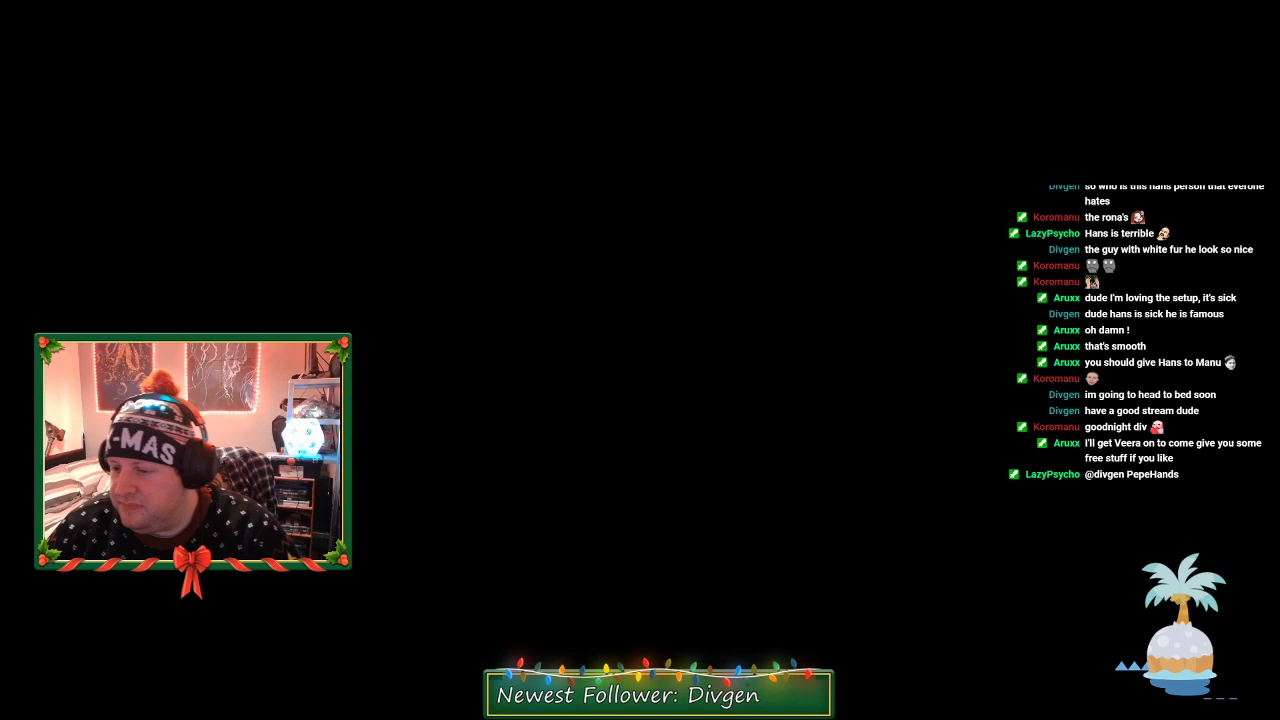 Divgen so who is this hans person that everone
hates
Koromanu the rona's
LazyPsycho Hans is terrible
Divgen the guy with white fur he look so nice
Koromanu
Koromanu
Aruxx dude I'm loving the setup, it's sick
Divgen dude hans is sick he is famous
Aruxx oh damn !
Aruxx that's smooth
Aruxx you should give Hans to Manu
Koromanu
Divgen im going to head to bed soon
Divgen have a good stream dude
Koromanu goodnight div
Aruxx I'll get Veera on to come give you some
free stuff if you like
LazyPsycho @divgen PepeHands
X-MAS
Newest Follower: Divgen